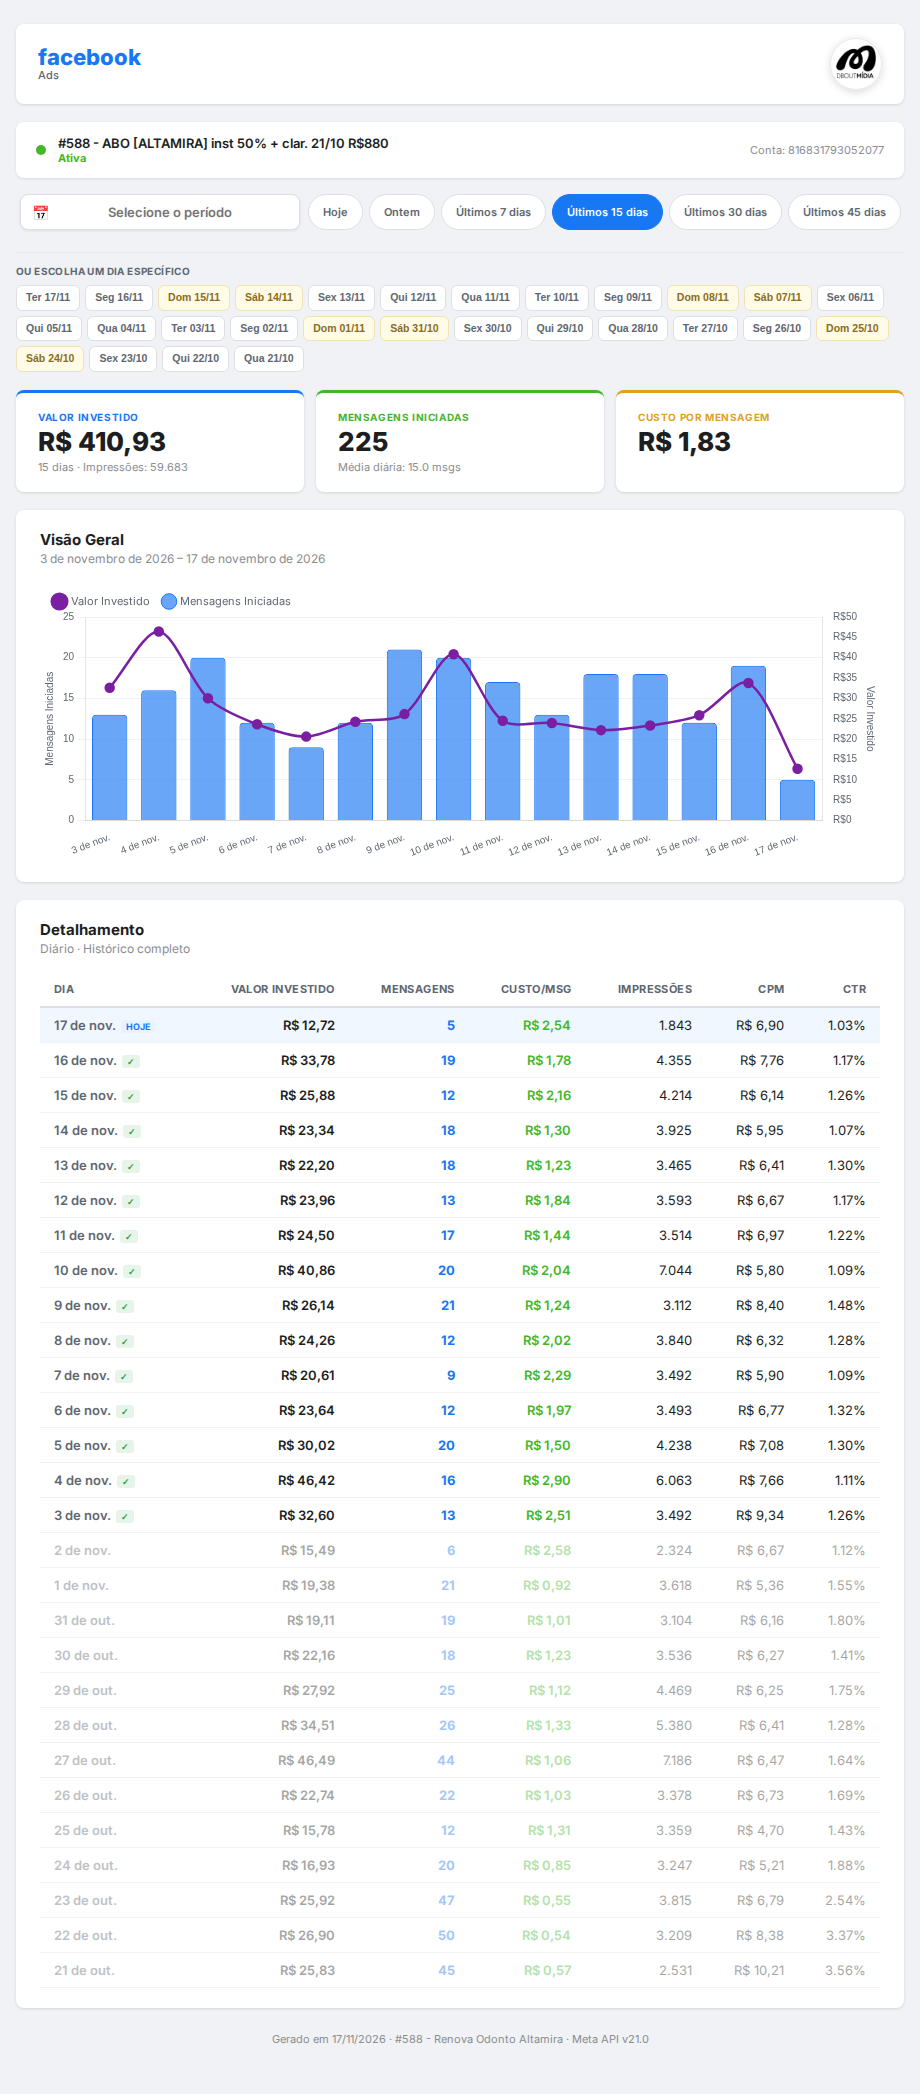 facebook
Ads
DBOUTMÍDIA
#588 - ABO [ALTAMIRA] inst 50% + clar. 21/10 R$880
Ativa
Conta: 816831793052077
Selecione o período
Hoje
Ontem
Últimos 7 dias
Últimos 15 dias
Últimos 30 dias
Últimos 45 dias
OU ESCOLHA UM DIA ESPECÍFICO
Ter 17/11 Seg 16/11 Dom 15/11 Sáb 14/11 Sex 13/11 Qui 12/11 Qua 11/11 Ter 10/11 Seg 09/11 Dom 08/11 Sáb 07/11 Sex 06/11
Qui 05/11 Qua 04/11 Ter 03/11 Seg 02/11 Dom 01/11 Sáb 31/10 Sex 30/10 Qui 29/10 Qua 28/10 Ter 27/10 Seg 26/10 Dom 25/10
Sáb 24/10 Sex 23/10 Qui 22/10 Qua 21/10
VALOR INVESTIDO
R$ 410,93
15 dias · Impressões: 59.683
MENSAGENS INICIADAS
225
Média diária: 15.0 msgs
CUSTO POR MENSAGEM
R$ 1,83
Visão Geral
3 de novembro de 2026 – 17 de novembro de 2026
Valor Investido Mensagens Iniciadas
Mensagens Iniciadas
25
20
15
10
5
0
R$50
R$45
R$40
R$35
R$30
R$25
R$20
R$15
R$10
R$5
R$0
Valor Investido
3 de nov. 4 de nov. 5 de nov. 6 de nov. 7 de nov. 8 de nov. 9 de nov. 10 de nov. 11 de nov. 12 de nov. 13 de nov. 14 de nov. 15 de nov. 16 de nov. 17 de nov.
Detalhamento
Diário · Histórico completo
DIA VALOR INVESTIDO MENSAGENS CUSTO/MSG IMPRESSÕES CPM CTR
17 de nov. HOJE R$ 12,72 5 R$ 2,54 1.843 R$ 6,90 1.03%
16 de nov. ✓ R$ 33,78 19 R$ 1,78 4.355 R$ 7,76 1.17%
15 de nov. ✓ R$ 25,88 12 R$ 2,16 4.214 R$ 6,14 1.26%
14 de nov. ✓ R$ 23,34 18 R$ 1,30 3.925 R$ 5,95 1.07%
13 de nov. ✓ R$ 22,20 18 R$ 1,23 3.465 R$ 6,41 1.30%
12 de nov. ✓ R$ 23,96 13 R$ 1,84 3.593 R$ 6,67 1.17%
11 de nov. ✓ R$ 24,50 17 R$ 1,44 3.514 R$ 6,97 1.22%
10 de nov. ✓ R$ 40,86 20 R$ 2,04 7.044 R$ 5,80 1.09%
9 de nov. ✓ R$ 26,14 21 R$ 1,24 3.112 R$ 8,40 1.48%
8 de nov. ✓ R$ 24,26 12 R$ 2,02 3.840 R$ 6,32 1.28%
7 de nov. ✓ R$ 20,61 9 R$ 2,29 3.492 R$ 5,90 1.09%
6 de nov. ✓ R$ 23,64 12 R$ 1,97 3.493 R$ 6,77 1.32%
5 de nov. ✓ R$ 30,02 20 R$ 1,50 4.238 R$ 7,08 1.30%
4 de nov. ✓ R$ 46,42 16 R$ 2,90 6.063 R$ 7,66 1.11%
3 de nov. ✓ R$ 32,60 13 R$ 2,51 3.492 R$ 9,34 1.26%
2 de nov. R$ 15,49 6 R$ 2,58 2.324 R$ 6,67 1.12%
1 de nov. R$ 19,38 21 R$ 0,92 3.618 R$ 5,36 1.55%
31 de out. R$ 19,11 19 R$ 1,01 3.104 R$ 6,16 1.80%
30 de out. R$ 22,16 18 R$ 1,23 3.536 R$ 6,27 1.41%
29 de out. R$ 27,92 25 R$ 1,12 4.469 R$ 6,25 1.75%
28 de out. R$ 34,51 26 R$ 1,33 5.380 R$ 6,41 1.28%
27 de out. R$ 46,49 44 R$ 1,06 7.186 R$ 6,47 1.64%
26 de out. R$ 22,74 22 R$ 1,03 3.378 R$ 6,73 1.69%
25 de out. R$ 15,78 12 R$ 1,31 3.359 R$ 4,70 1.43%
24 de out. R$ 16,93 20 R$ 0,85 3.247 R$ 5,21 1.88%
23 de out. R$ 25,92 47 R$ 0,55 3.815 R$ 6,79 2.54%
22 de out. R$ 26,90 50 R$ 0,54 3.209 R$ 8,38 3.37%
21 de out. R$ 25,83 45 R$ 0,57 2.531 R$ 10,21 3.56%
Gerado em 17/11/2026 · #588 - Renova Odonto Altamira · Meta API v21.0